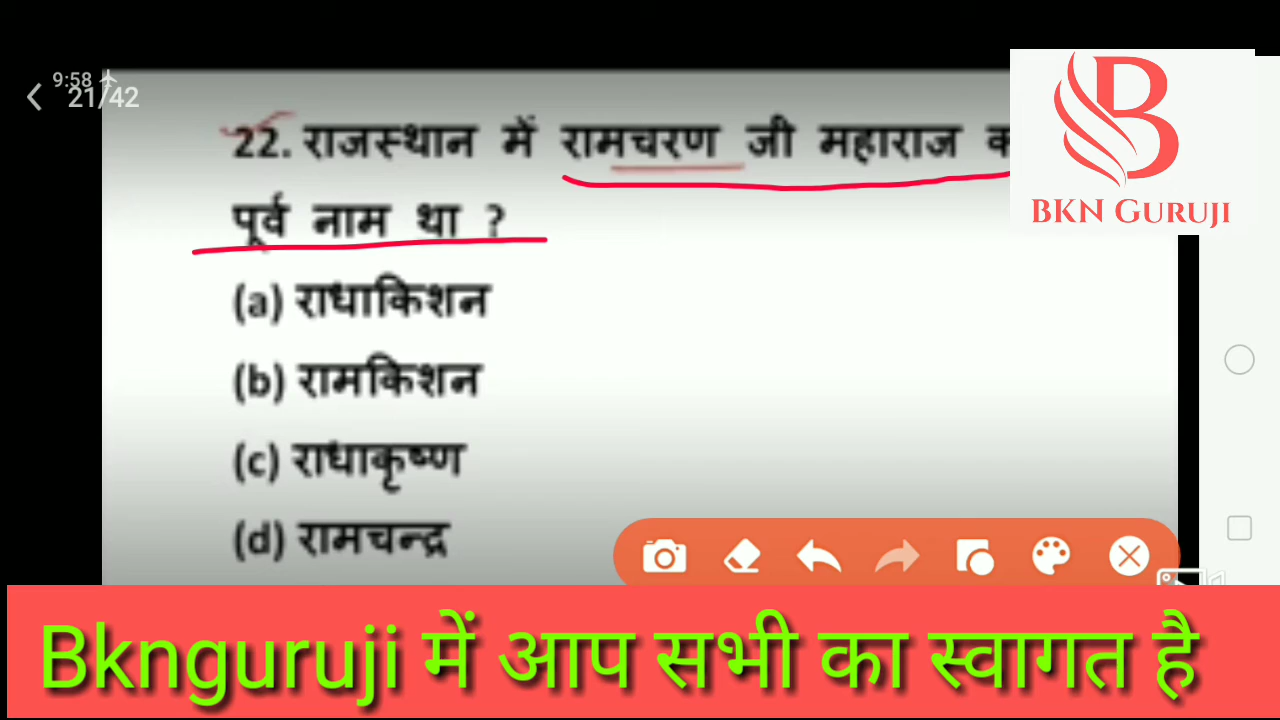 9:58
21/42
22. राजस्थान में रामचरण जी महाराज
पूर्व नाम था ?
(a) राधाकिशन
(b) रामकिशन
(c) राधाकृष्ण
(d) रामचन्द्र
B
BKN GURUJI
Bknguruji में आप सभी का स्वागत है